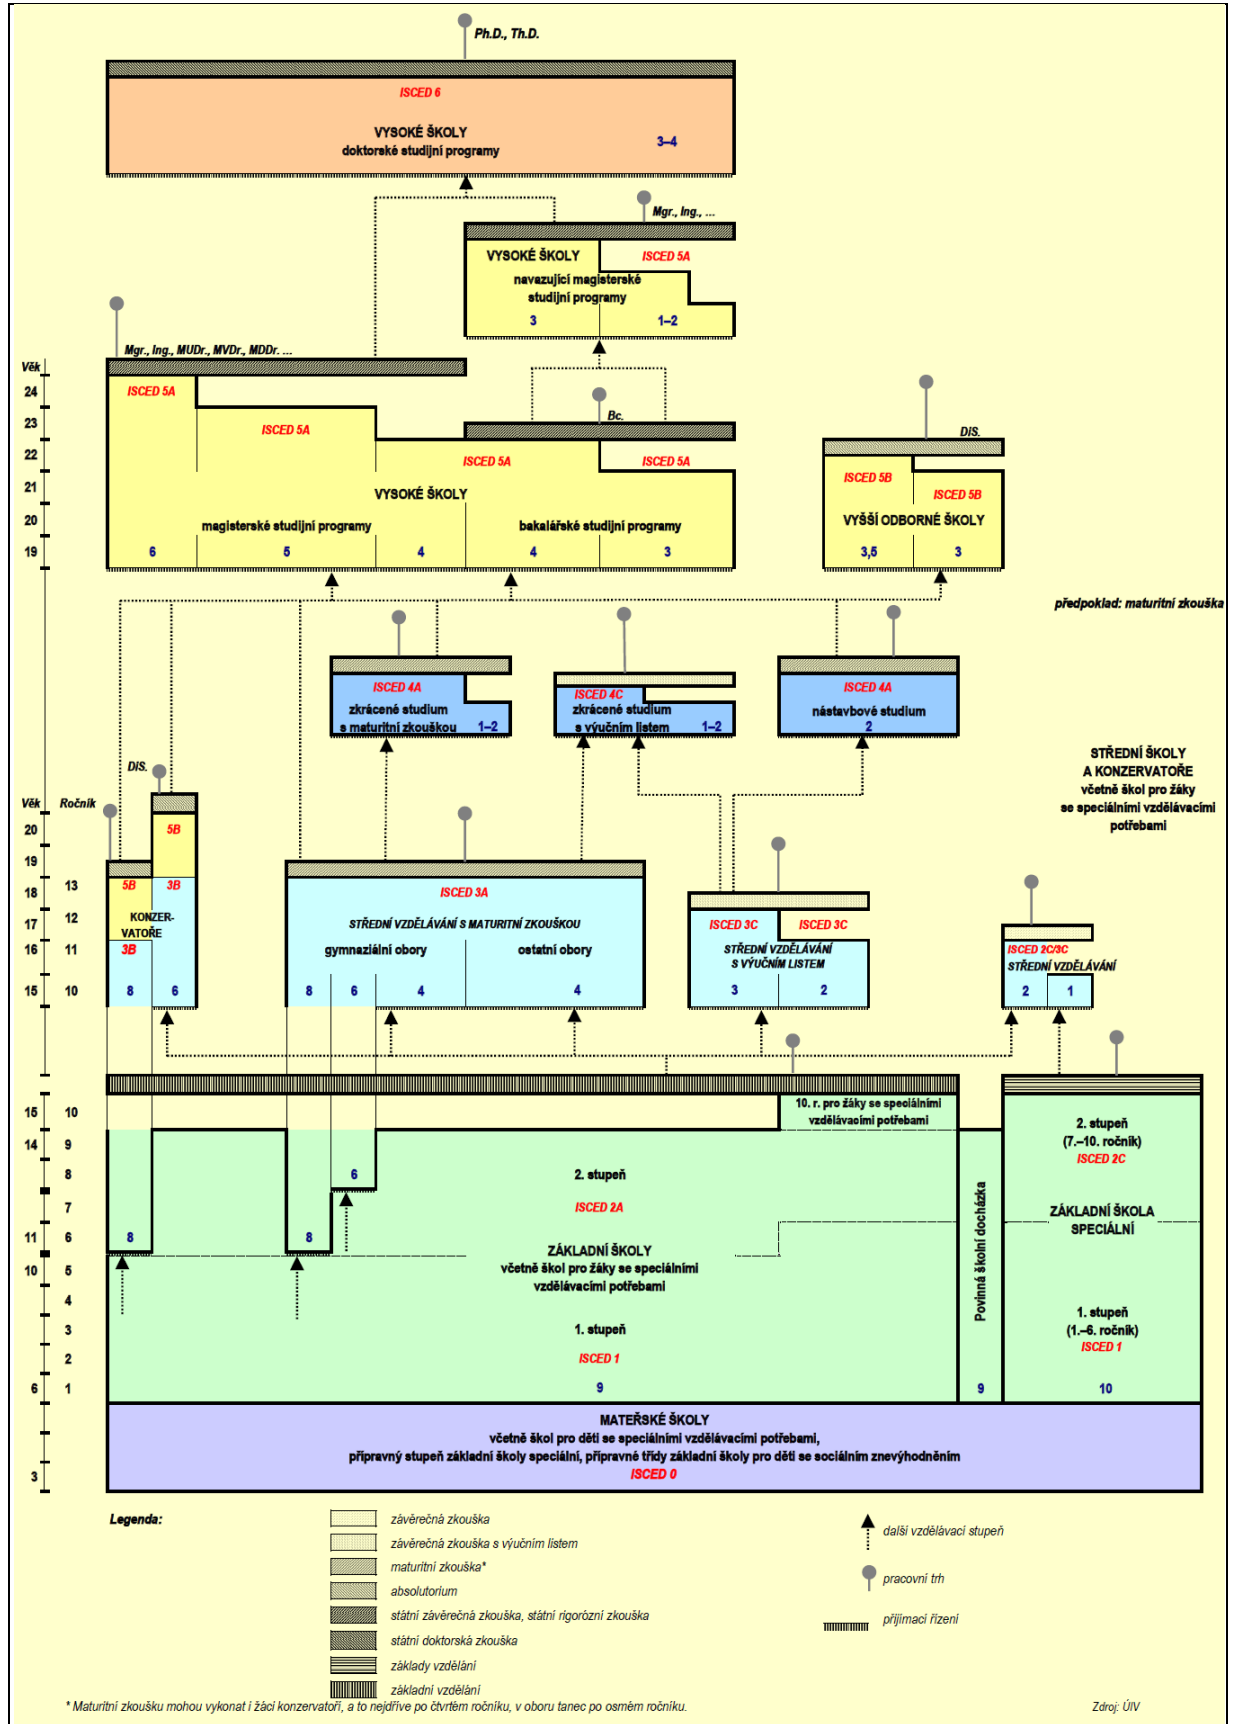 Ph.D., Th.D.
ISCED 6
VYSOKÉ ŠKOLY
doktorské studijní programy
3–4
Mgr., Ing., ...
VYSOKÉ ŠKOLY
ISCED 5A
navazující magisterské
studijní programy
3
1–2
Mgr., Ing., MUDr., MVDr., MDDr. ...
Věk
24
23
22
21
20
19
ISCED 5A
ISCED 5A
Bc.
ISCED 5A
ISCED 5A
VYSOKÉ ŠKOLY
magisterské studijní programy
bakalářské studijní programy
6
5
4
4
3
DiS.
ISCED 5B
ISCED 5B
VYŠŠÍ ODBORNÉ ŠKOLY
3,5
3
předpoklad: maturitní zkouška
ISCED 4A
zkrácené studium
s maturitní zkouškou
1–2
ISCED 4C
zkrácené studium
s výučním listem
1–2
ISCED 4A
nástavbové studium
2
STŘEDNÍ ŠKOLY
A KONZERVATOŘE
včetně škol pro žáky
se speciálními vzdělávacími
potřebami
DiS.
Věk
Ročník
20
19
18
13
17
12
16
11
15
10
5B
5B
3B
KONZER-
VATOŘE
3B
8
6
ISCED 3A
STŘEDNÍ VZDĚLÁVÁNÍ S MATURITNÍ ZKOUŠKOU
gymnaziální obory
ostatní obory
8
6
4
4
ISCED 3C
ISCED 3C
STŘEDNÍ VZDĚLÁVÁNÍ
S VÝUČNÍM LISTEM
3
2
ISCED 2C/3C
STŘEDNÍ VZDĚLÁVÁNÍ
2
1
15
10
14
9
8
7
11
6
10
5
4
3
2
6
1
3
10. r. pro žáky se speciálními
vzdělávacími potřebami
6
2. stupeň
ISCED 2A
8
8
ZÁKLADNÍ ŠKOLY
včetně škol pro žáky se speciálními
vzdělávacími potřebami
1. stupeň
ISCED 1
9
Povinná školní docházka
9
2. stupeň
(7.–10. ročník)
ISCED 2C
ZÁKLADNÍ ŠKOLA
SPECIÁLNÍ
1. stupeň
(1.–6. ročník)
ISCED 1
10
MATEŘSKÉ ŠKOLY
včetně škol pro děti se speciálními vzdělávacími potřebami,
přípravný stupeň základní školy speciální, přípravné třídy základní školy pro děti se sociálním znevýhodněním
ISCED 0
Legenda:
závěrečná zkouška
závěrečná zkouška s výučním listem
maturitní zkouška*
absolutorium
státní závěrečná zkouška, státní rigorózní zkouška
státní doktorská zkouška
základy vzdělání
základní vzdělání
další vzdělávací stupeň
pracovní trh
přijímací řízení
* Maturitní zkoušku mohou vykonat i žáci konzervatoří, a to nejdříve po čtvrtém ročníku, v oboru tanec po osmém ročníku.
Zdroj: ÚIV